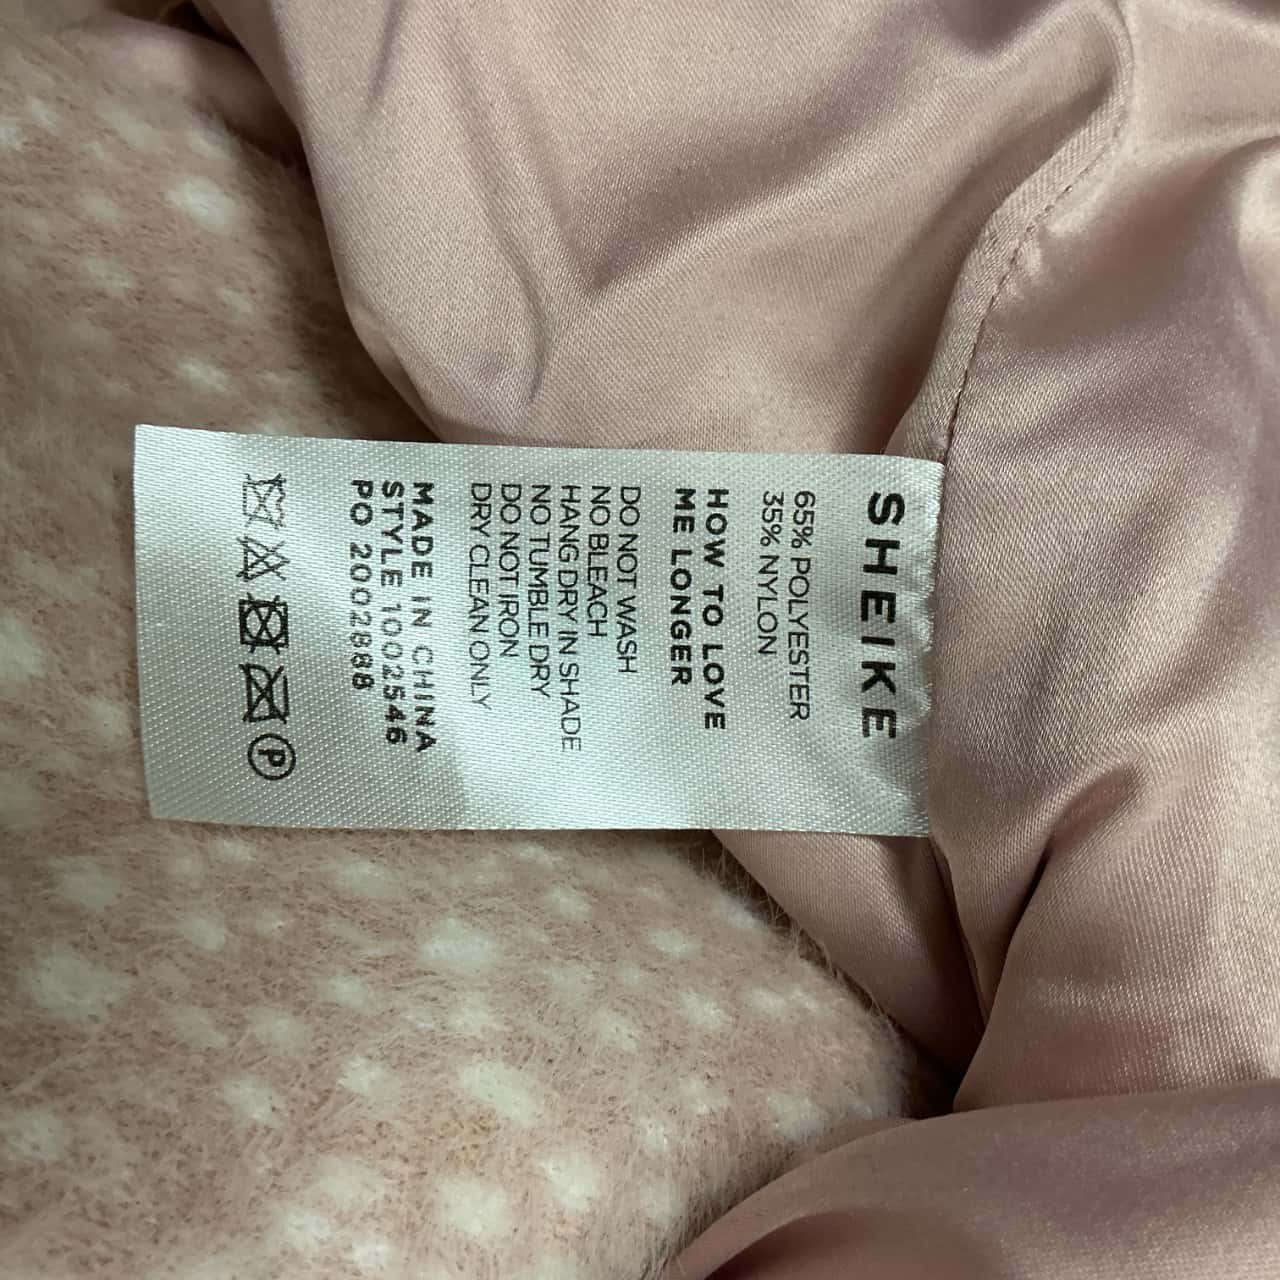 SHEIKE
65% POLYESTER
35% NYLON
HOW TO LOVE
ME LONGER
DO NOT WASH
NO BLEACH
HANG DRY IN SHADE
NO TUMBLE DRY
DO NOT IRON
DRY CLEAN ONLY
MADE IN CHINA
STYLE 1002546
PO 2002888
P